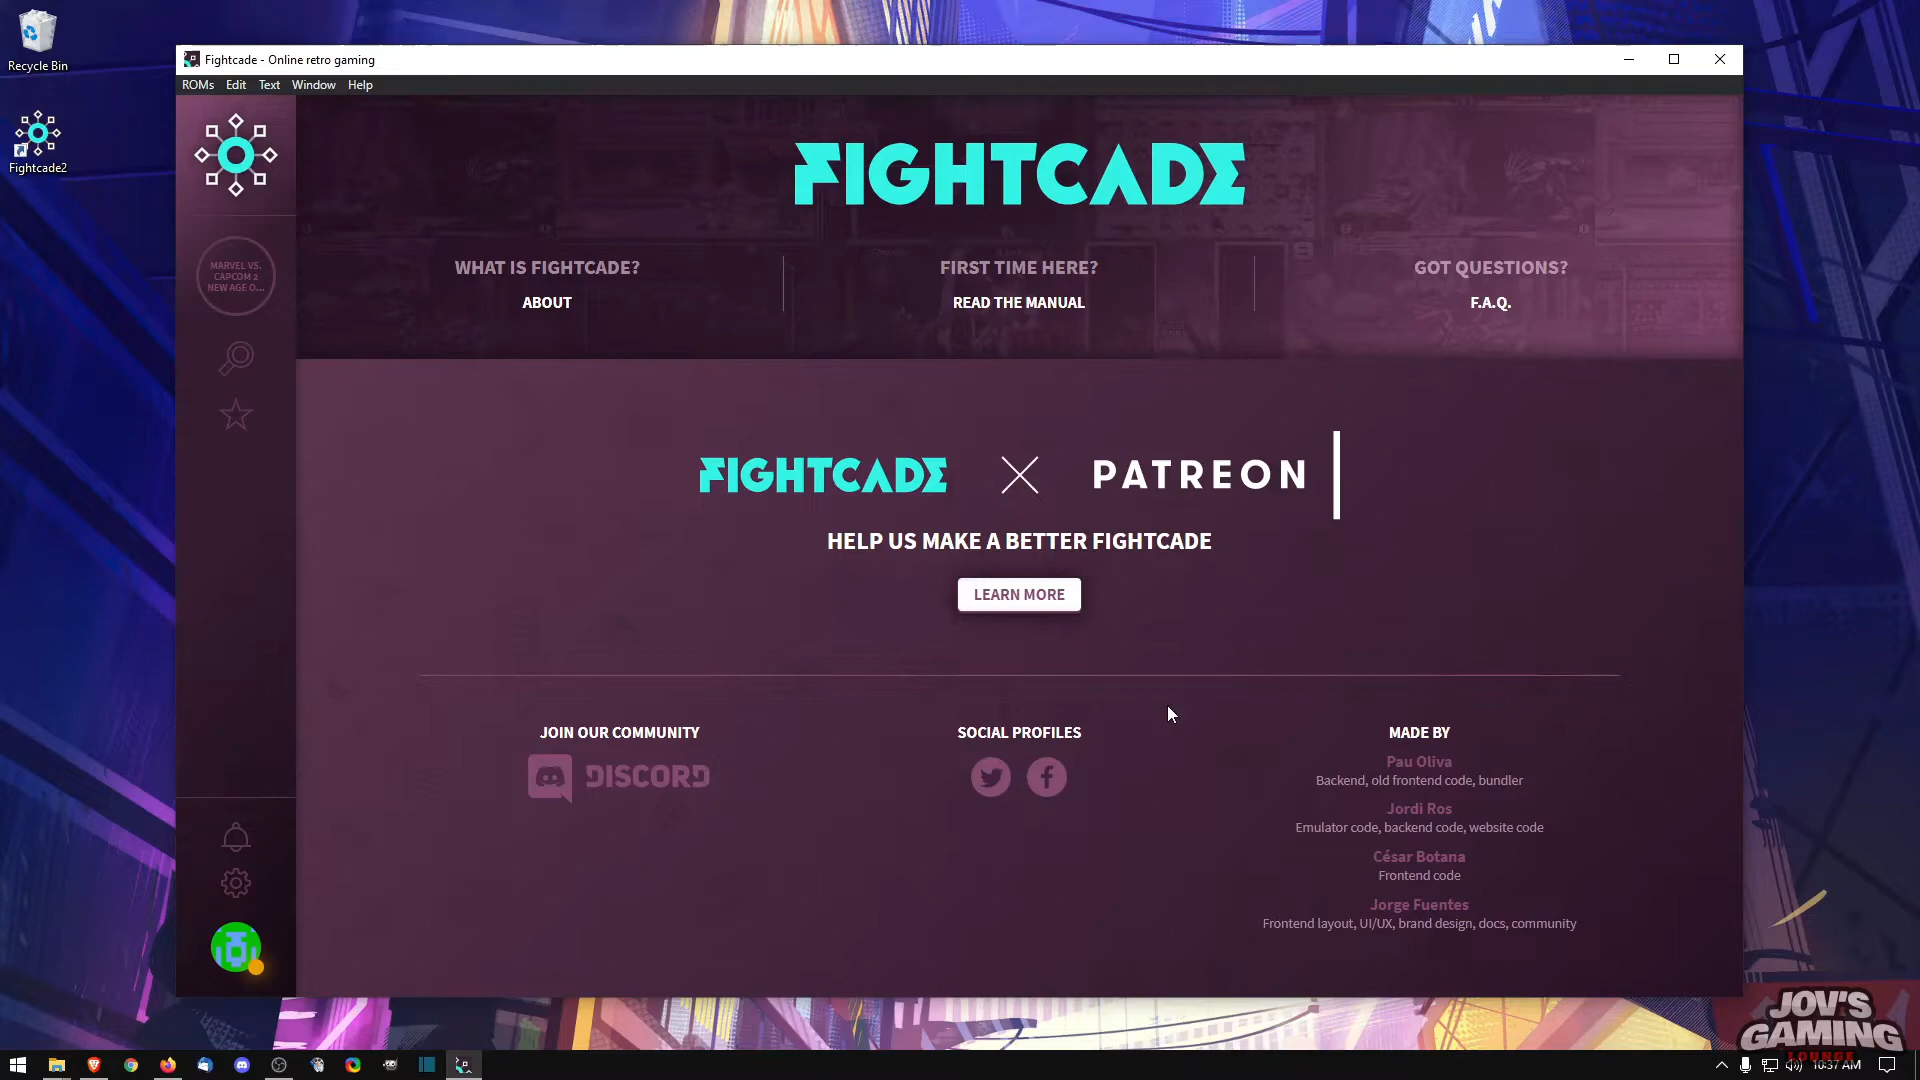 Recycle Bin
Fightcade2
Fightcade - Online retro gaming
ROMs Edit Text Window Help
MARVEL VS.
CAPCOM 2
NEW AGE O...
FIGHTCADE
WHAT IS FIGHTCADE?
ABOUT
FIRST TIME HERE?
READ THE MANUAL
GOT QUESTIONS?
F.A.Q.
FIGHTCADE
PATREON
HELP US MAKE A BETTER FIGHTCADE
LEARN MORE
JOIN OUR COMMUNITY
DISCORD
SOCIAL PROFILES
MADE BY
Pau Oliva
Backend, old frontend code, bundler
Jordi Ros
Emulator code, backend code, website code
César Botana
Frontend code
Jorge Fuentes
Frontend layout, UI/UX, brand design, docs, community
JOV'S
GAMING
LOUNGE
10:37 AM